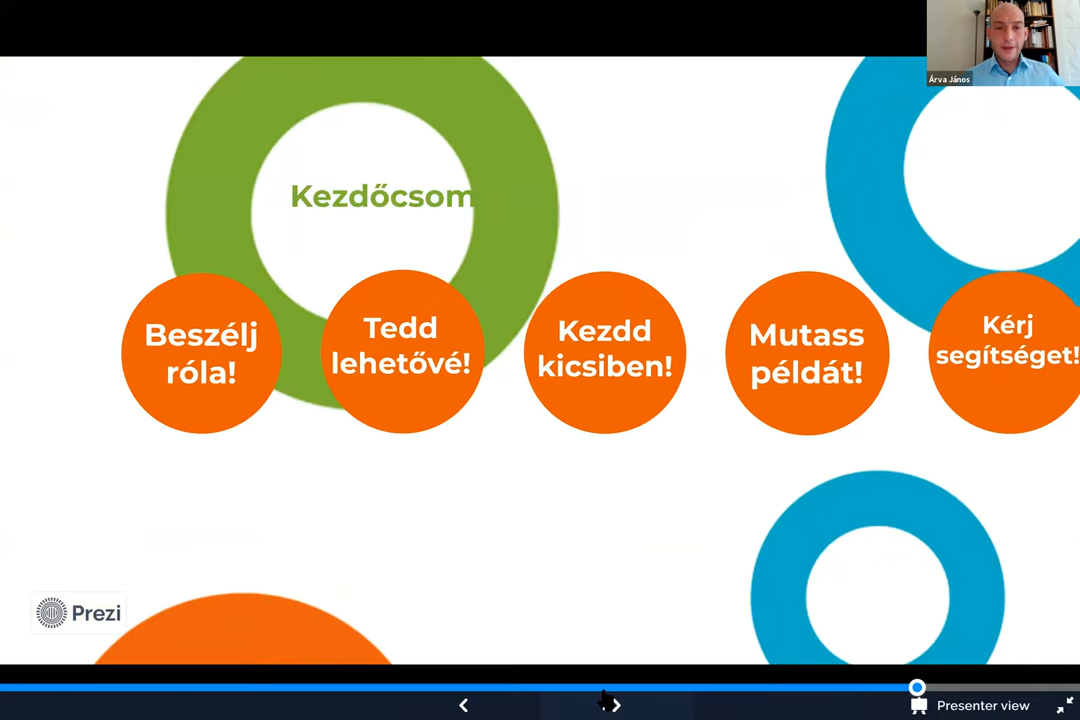 Árva János
Kezdőcsom
Beszélj
róla!
Tedd
lehetővé!
Kezdd
kicsiben!
Mutass
példát!
Kérj
segítséget!
Prezi
Presenter view